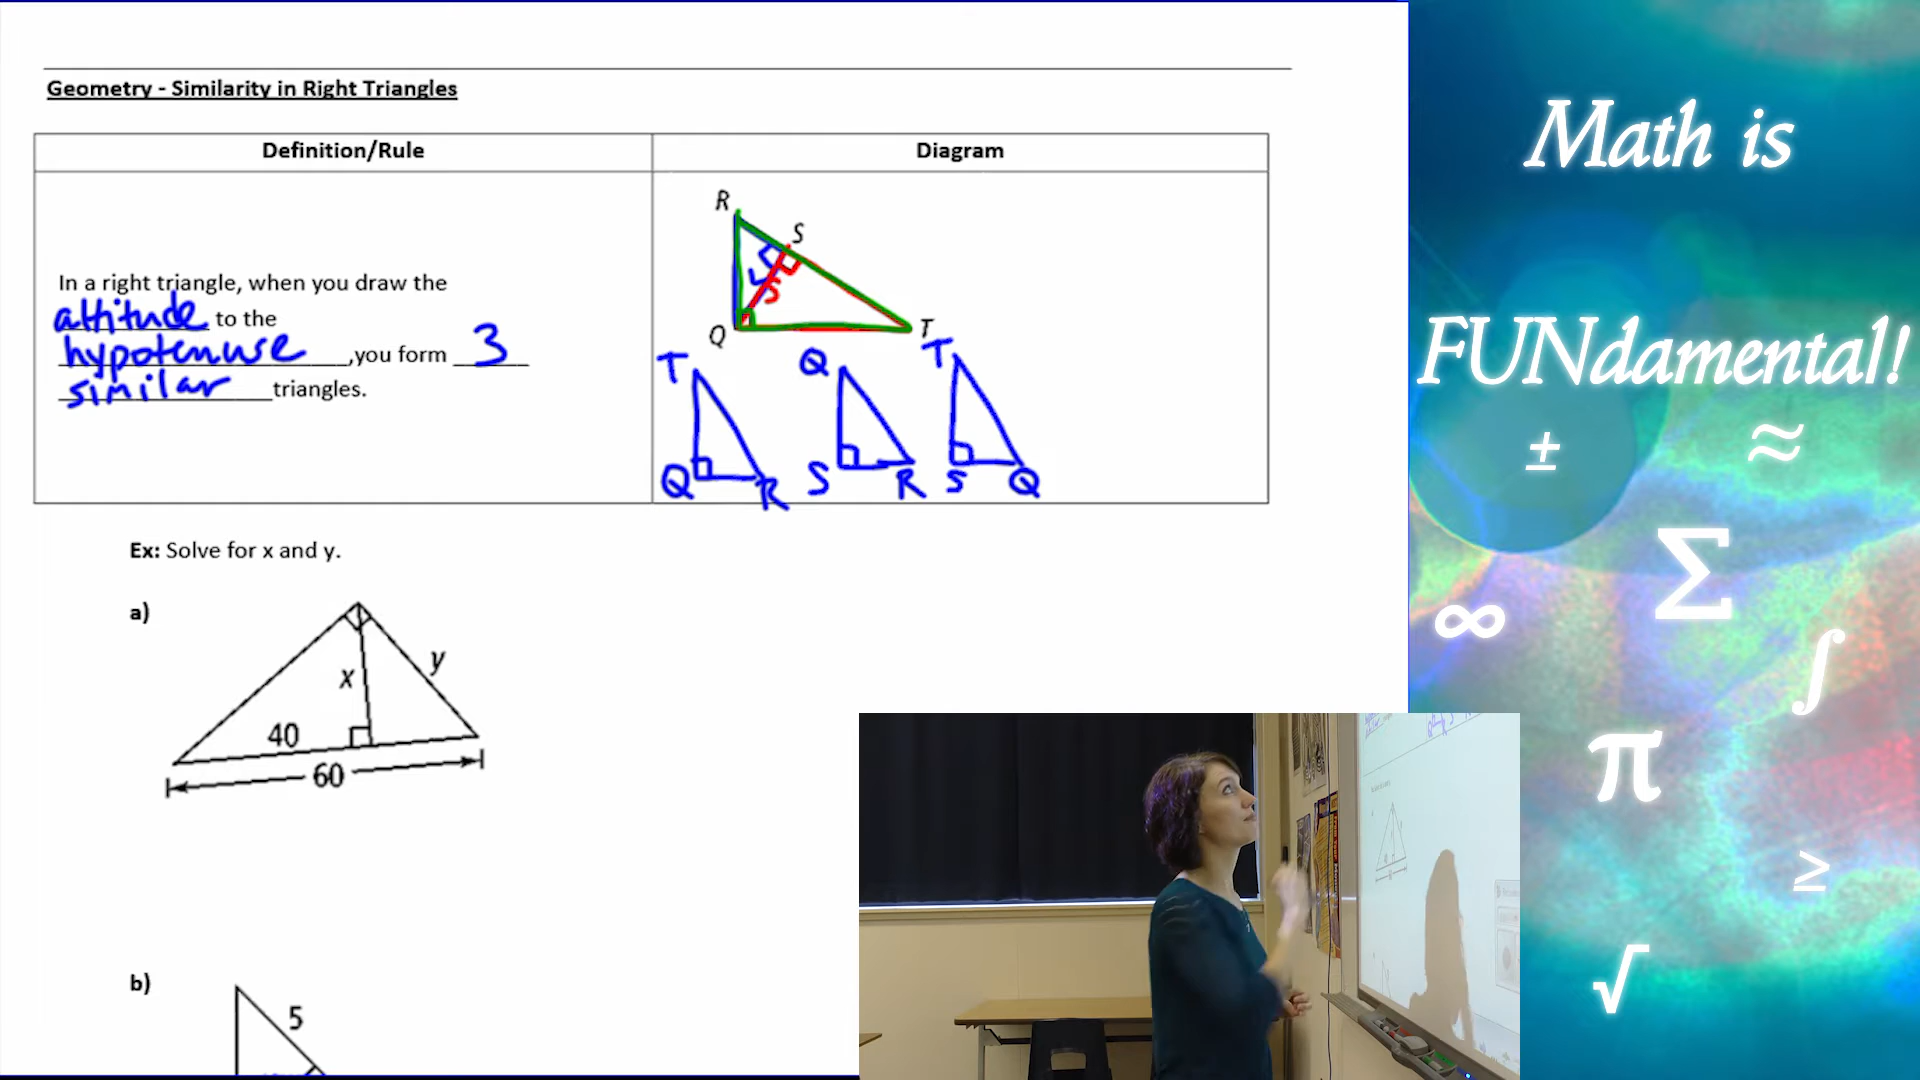 Geometry - Similarity in Right Triangles
Definition/Rule
Diagram
In a right triangle, when you draw the
altitude to the
hypotenuse, you form 3
similar triangles.
R
S
Q
T
T
Q
R
Q
S
R
T
S
Q
Ex: Solve for x and y.
a)
x
y
40
60
b)
5
Math is
FUNdamental!
± ≈
Σ
∞
∫
π
≥
√